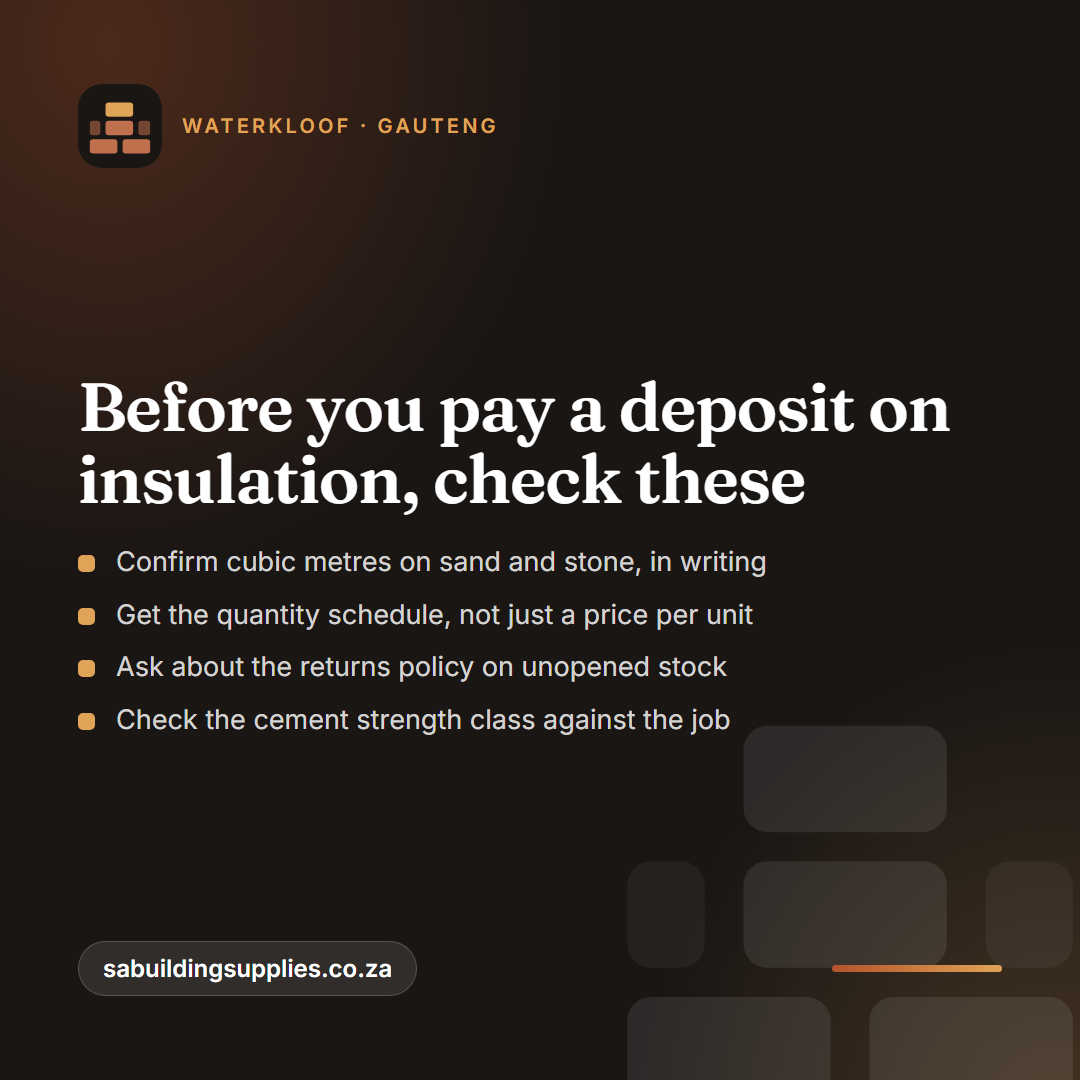 WATERKLOOF · GAUTENG
Before you pay a deposit on
insulation, check these
Confirm cubic metres on sand and stone, in writing
Get the quantity schedule, not just a price per unit
Ask about the returns policy on unopened stock
Check the cement strength class against the job
sabuildingsupplies.co.za